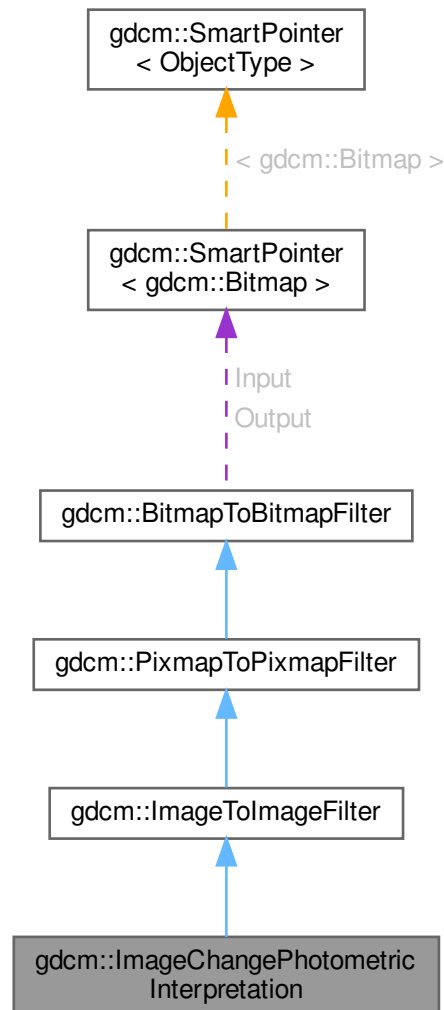 gdcm::SmartPointer
< ObjectType >
< gdcm::Bitmap >
gdcm::SmartPointer
< gdcm::Bitmap >
Input
Output
gdcm::BitmapToBitmapFilter
gdcm::PixmapToPixmapFilter
gdcm::ImageToImageFilter
gdcm::ImageChangePhotometric
Interpretation